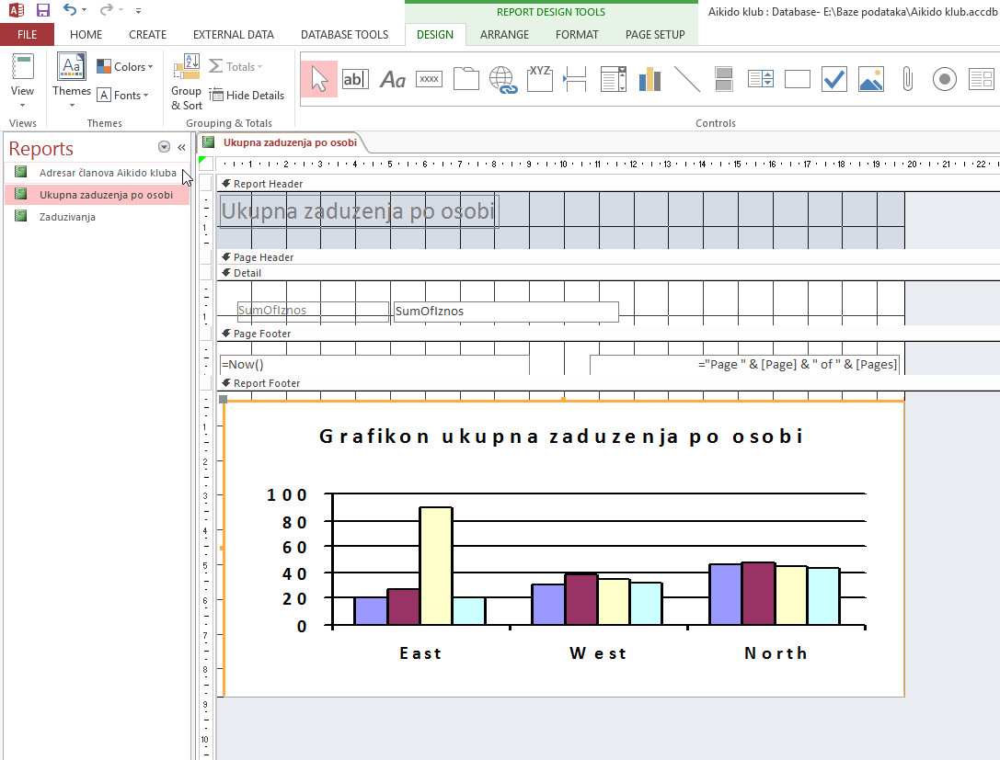 REPORT DESIGN TOOLS
Aikido klub : Database- E:\Baze podataka\Aikido klub.accdb
FILE HOME CREATE EXTERNAL DATA DATABASE TOOLS DESIGN ARRANGE FORMAT PAGE SETUP
View
Views
Aa
Themes
Colors
A Fonts
Themes
Group & Sort
Totals
Hide Details
Grouping & Totals
ab| Aa xxxx XYZ
Controls
Reports
Adresar članova Aikido kluba
Ukupna zaduzenja po osobi
Zaduzivanja
Ukupna zaduzenja po osobi
1 2 3 4 5 6 7 8 9 10 11 12 13 14 15 16 17 18 19 20 21 22
Report Header
Ukupna zaduzenja po osobi
1
Page Header
Detail
SumOfIznos SumOfIznos
1
Page Footer
=Now() ="Page " & [Page] & " of " & [Pages]
Report Footer
1 2 3 4 5 6 7 8 9 10
Grafikon ukupna zaduzenja po osobi
100
80
60
40
20
0
East West North